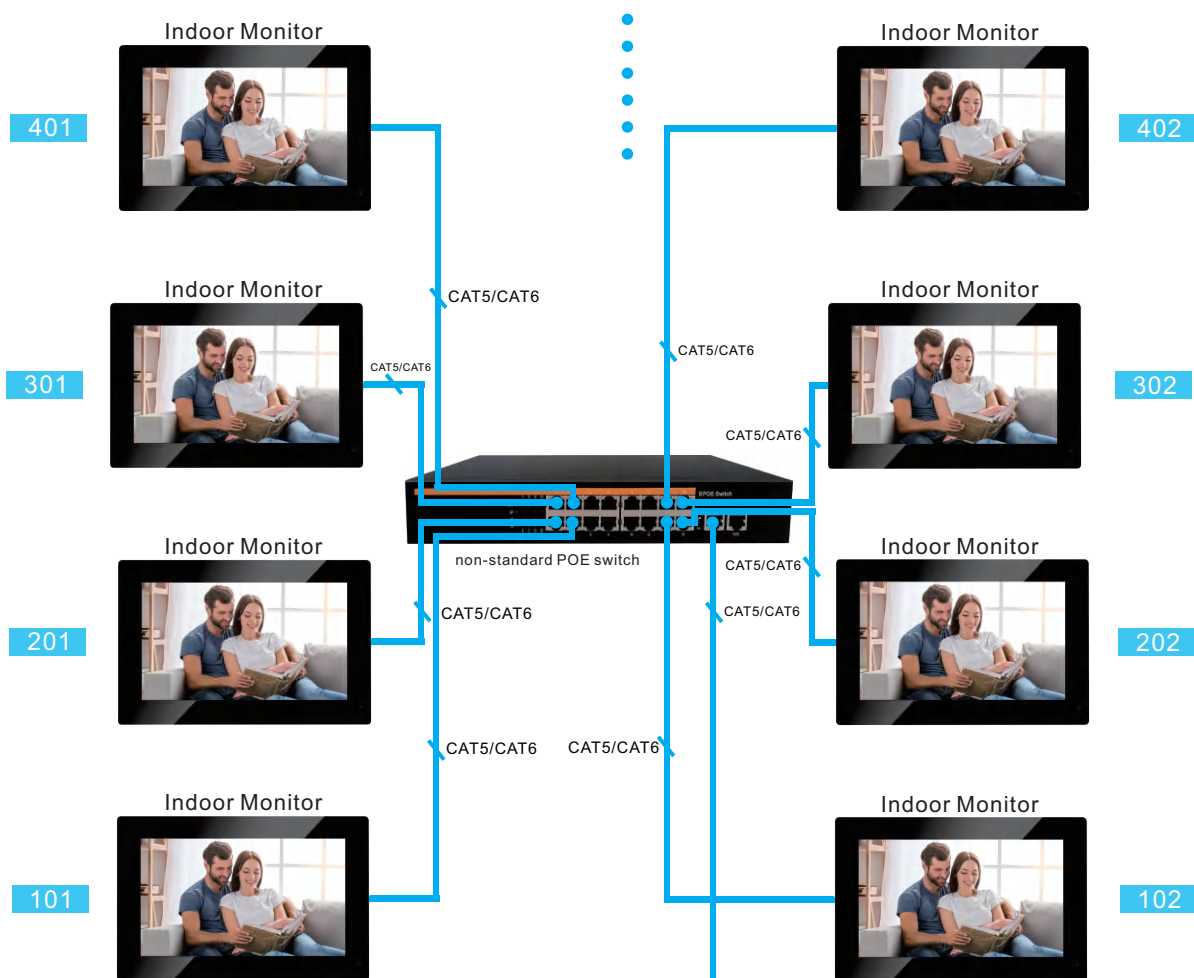 Indoor Monitor
Indoor Monitor
401
402
CAT5/CAT6
Indoor Monitor
Indoor Monitor
CAT5/CAT6
CAT5/CAT6
301
302
CAT5/CAT6
SPOE Switch
non-standard POE switch
Indoor Monitor
Indoor Monitor
CAT5/CAT6
CAT5/CAT6
CAT5/CAT6
201
202
CAT5/CAT6
CAT5/CAT6
Indoor Monitor
Indoor Monitor
101
102